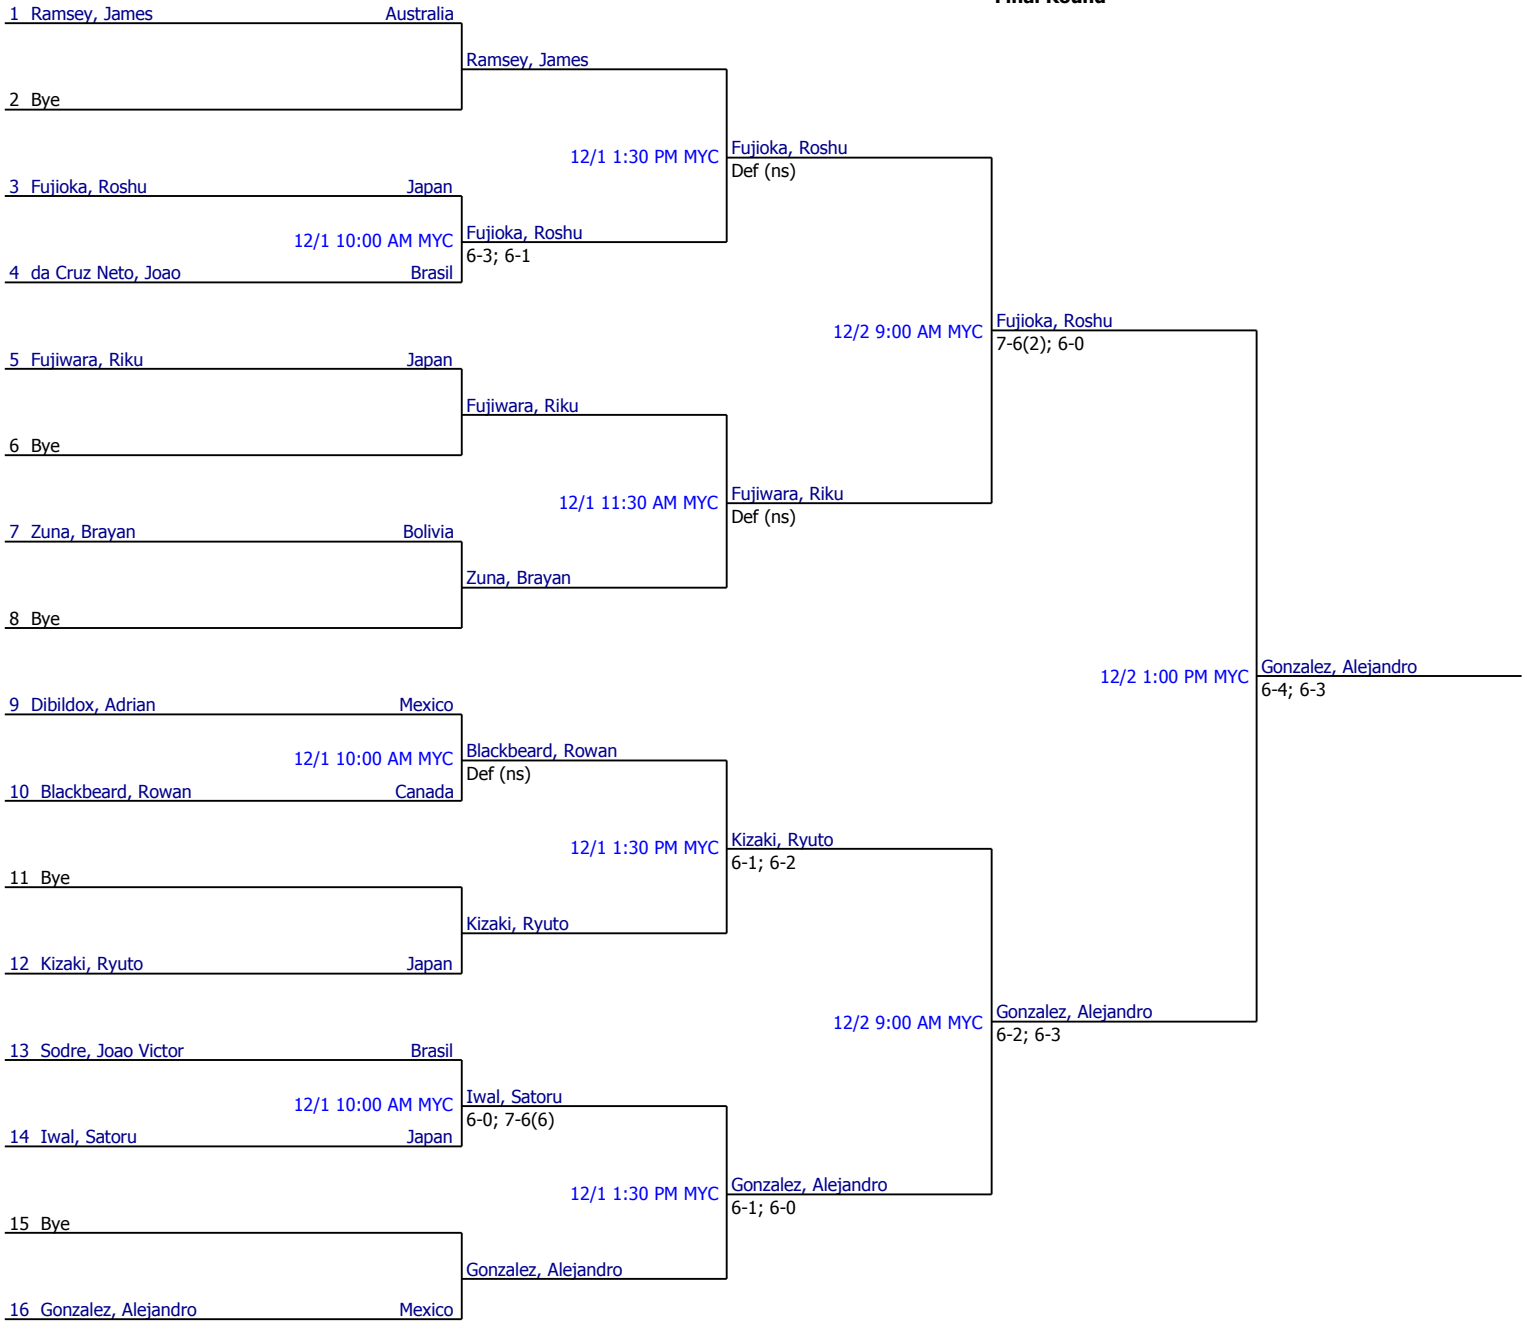 Final Round
1 Ramsey, James Australia
Ramsey, James
2 Bye
12/1 1:30 PM MYC Fujioka, Roshu
Def (ns)
3 Fujioka, Roshu Japan
12/1 10:00 AM MYC Fujioka, Roshu
6-3; 6-1
4 da Cruz Neto, Joao Brasil
12/2 9:00 AM MYC Fujioka, Roshu
7-6(2); 6-0
5 Fujiwara, Riku Japan
Fujiwara, Riku
6 Bye
12/1 11:30 AM MYC Fujiwara, Riku
Def (ns)
7 Zuna, Brayan Bolivia
Zuna, Brayan
8 Bye
12/2 1:00 PM MYC Gonzalez, Alejandro
6-4; 6-3
9 Dibildox, Adrian Mexico
12/1 10:00 AM MYC Blackbeard, Rowan
Def (ns)
10 Blackbeard, Rowan Canada
12/1 1:30 PM MYC Kizaki, Ryuto
6-1; 6-2
11 Bye
Kizaki, Ryuto
12 Kizaki, Ryuto Japan
12/2 9:00 AM MYC Gonzalez, Alejandro
6-2; 6-3
13 Sodre, Joao Victor Brasil
12/1 10:00 AM MYC Iwal, Satoru
6-0; 7-6(6)
14 Iwal, Satoru Japan
12/1 1:30 PM MYC Gonzalez, Alejandro
6-1; 6-0
15 Bye
Gonzalez, Alejandro
16 Gonzalez, Alejandro Mexico